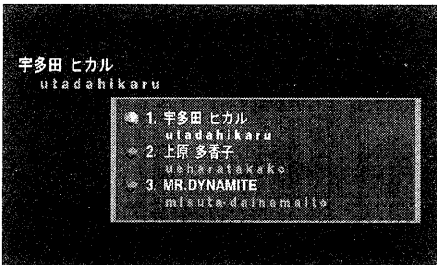 宇多田 ヒカル
utadahikaru
1. 宇多田 ヒカル
utadahikaru
2. 上原 多香子
ueharatakako
3. MR.DYNAMITE
misuta-dainamaito